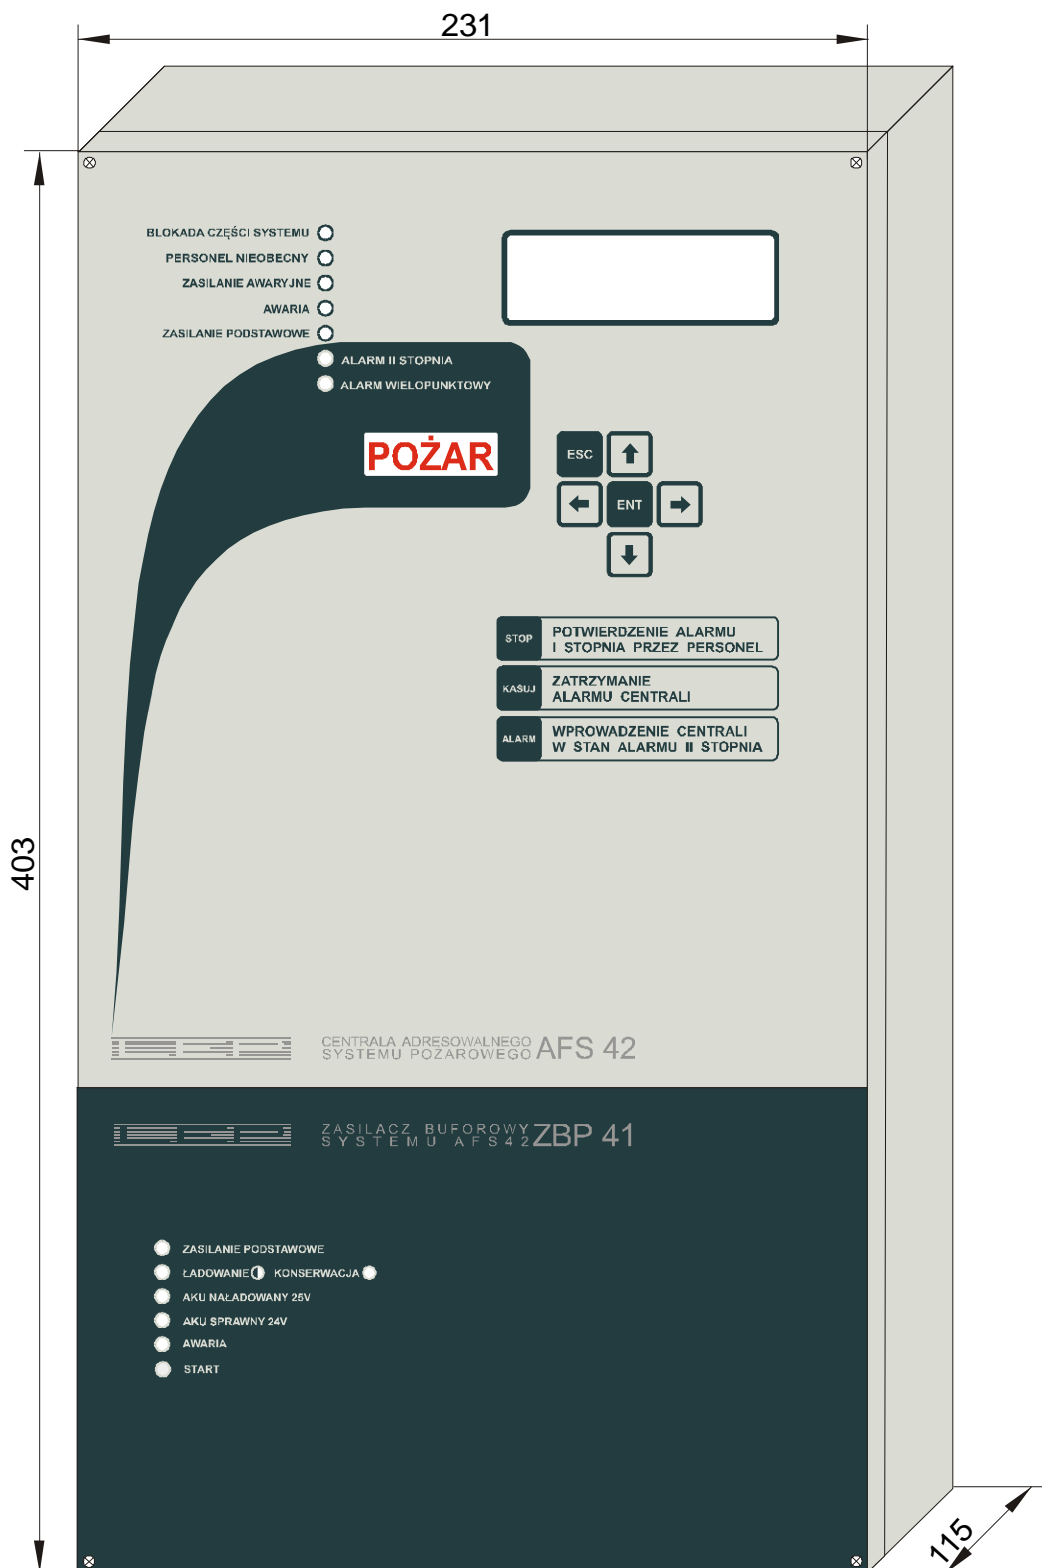 231
BLOKADA CZĘŚCI SYSTEMU
PERSONEL NIEOBECNY
ZASILANIE AWARYJNE
AWARIA
ZASILANIE PODSTAWOWE
ALARM II STOPNIA
ALARM WIELOPUNKTOWY
POŻAR
ESC
ENT
STOP
POTWIERDZENIE ALARMU
I STOPNIA PRZEZ PERSONEL
KASUJ
ZATRZYMANIE
ALARMU CENTRALI
ALARM
WPROWADZENIE CENTRALI
W STAN ALARMU II STOPNIA
403
CENTRALA ADRESOWALNEGO
SYSTEMU POŻAROWEGO AFS 42
ZASILACZ BUFOROWY
SYSTEMU AFS42 ZBP 41
ZASILANIE PODSTAWOWE
ŁADOWANIE KONSERWACJA
AKU NAŁADOWANY 25V
AKU SPRAWNY 24V
AWARIA
START
115